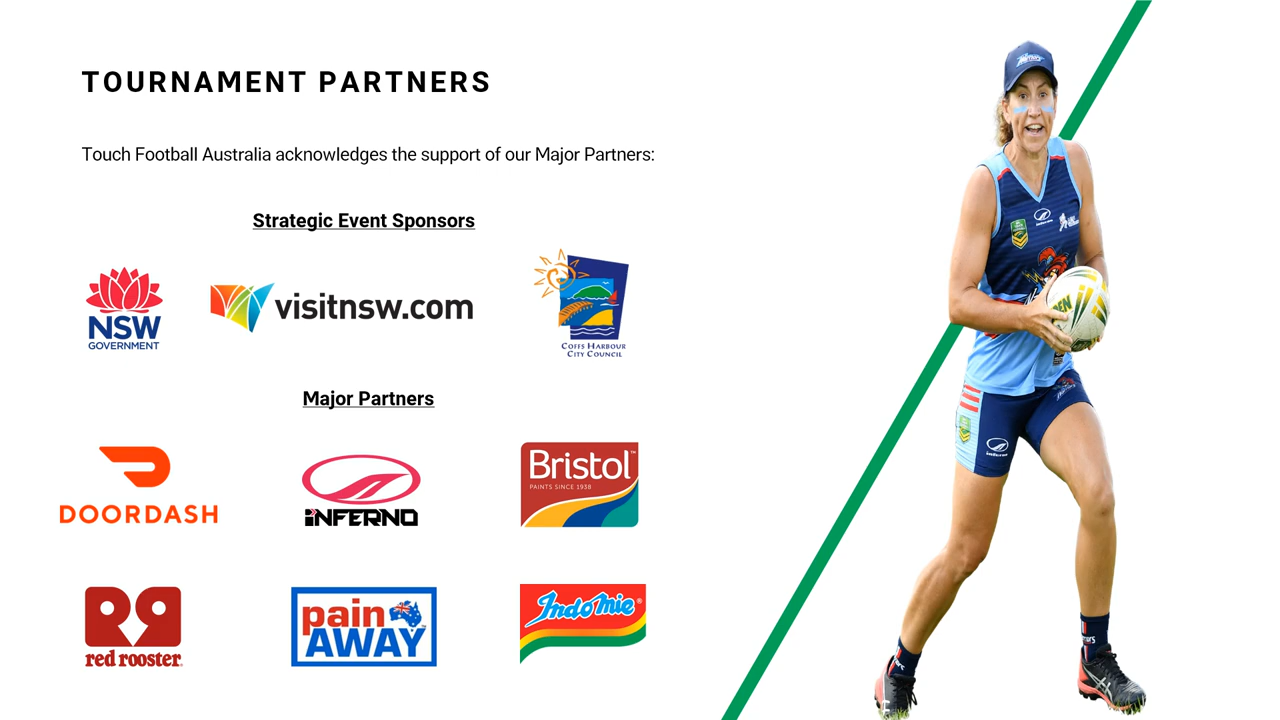 TOURNAMENT PARTNERS
Touch Football Australia acknowledges the support of our Major Partners:
Strategic Event Sponsors
NSW
GOVERNMENT
visitnsw.com
COFFS HARBOUR
CITY COUNCIL
Major Partners
DOORDASH
INFERNO
Bristol™
PAINTS SINCE 1938
red rooster
pain
AWAY
Indomie®